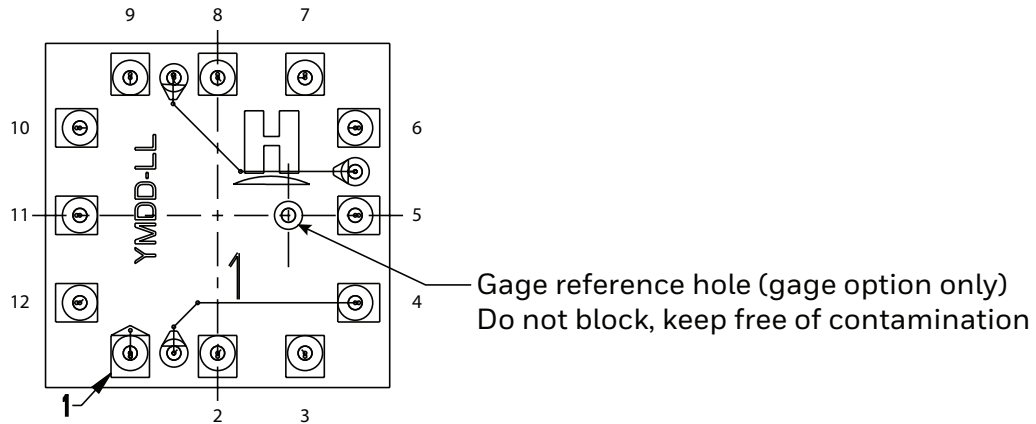 9 8 7
10 6
YMDD-LL
H
11 5
1
Gage reference hole (gage option only)
Do not block, keep free of contamination
12 4
1
2 3